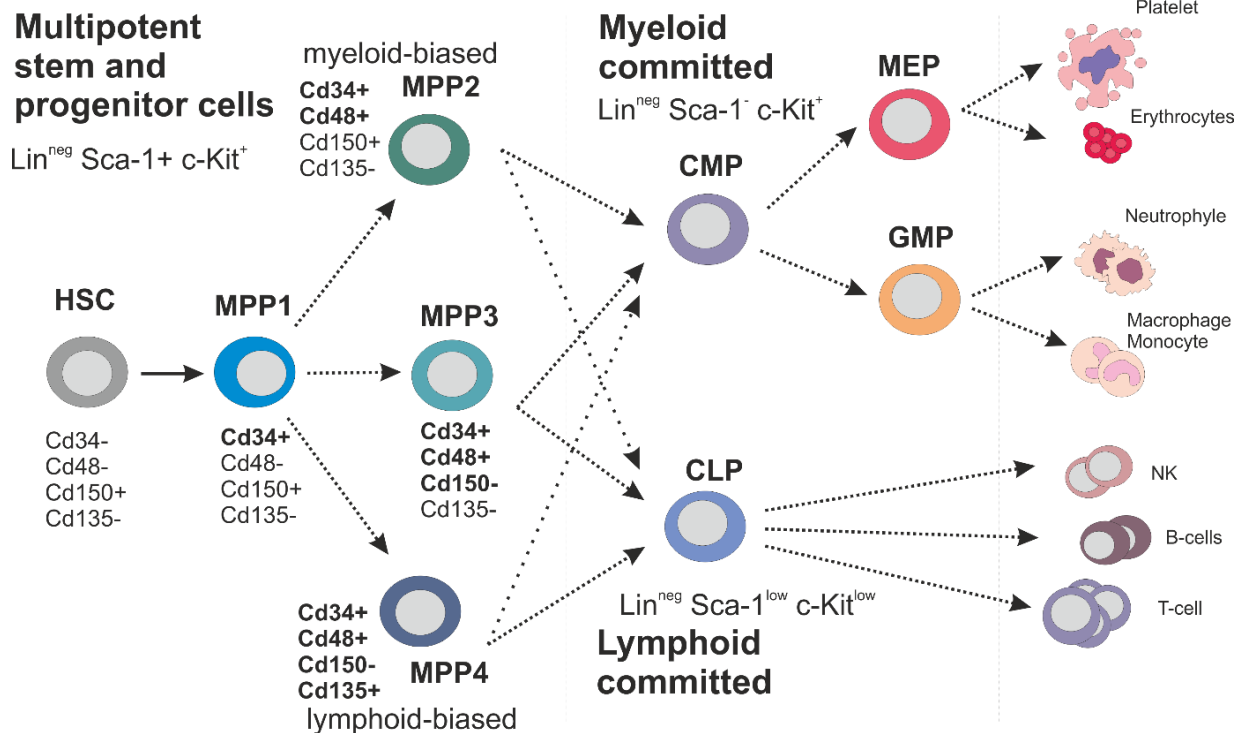 Multipotent
stem and
progenitor cells
Lin^neg Sca-1+ c-Kit^+
myeloid-biased
MPP2
Cd34+
Cd48+
Cd150+
Cd135-
HSC
Cd34-
Cd48-
Cd150+
Cd135-
MPP1
Cd34+
Cd48-
Cd150+
Cd135-
MPP3
Cd34+
Cd48+
Cd150-
Cd135-
Cd34+
Cd48+
Cd150-
Cd135+
MPP4
lymphoid-biased
Myeloid
committed
Lin^neg Sca-1^- c-Kit^+
CMP
MEP
GMP
CLP
Lin^neg Sca-1^low c-Kit^low
Lymphoid
committed
Platelet
Erythrocytes
Neutrophyle
Macrophage
Monocyte
NK
B-cells
T-cell